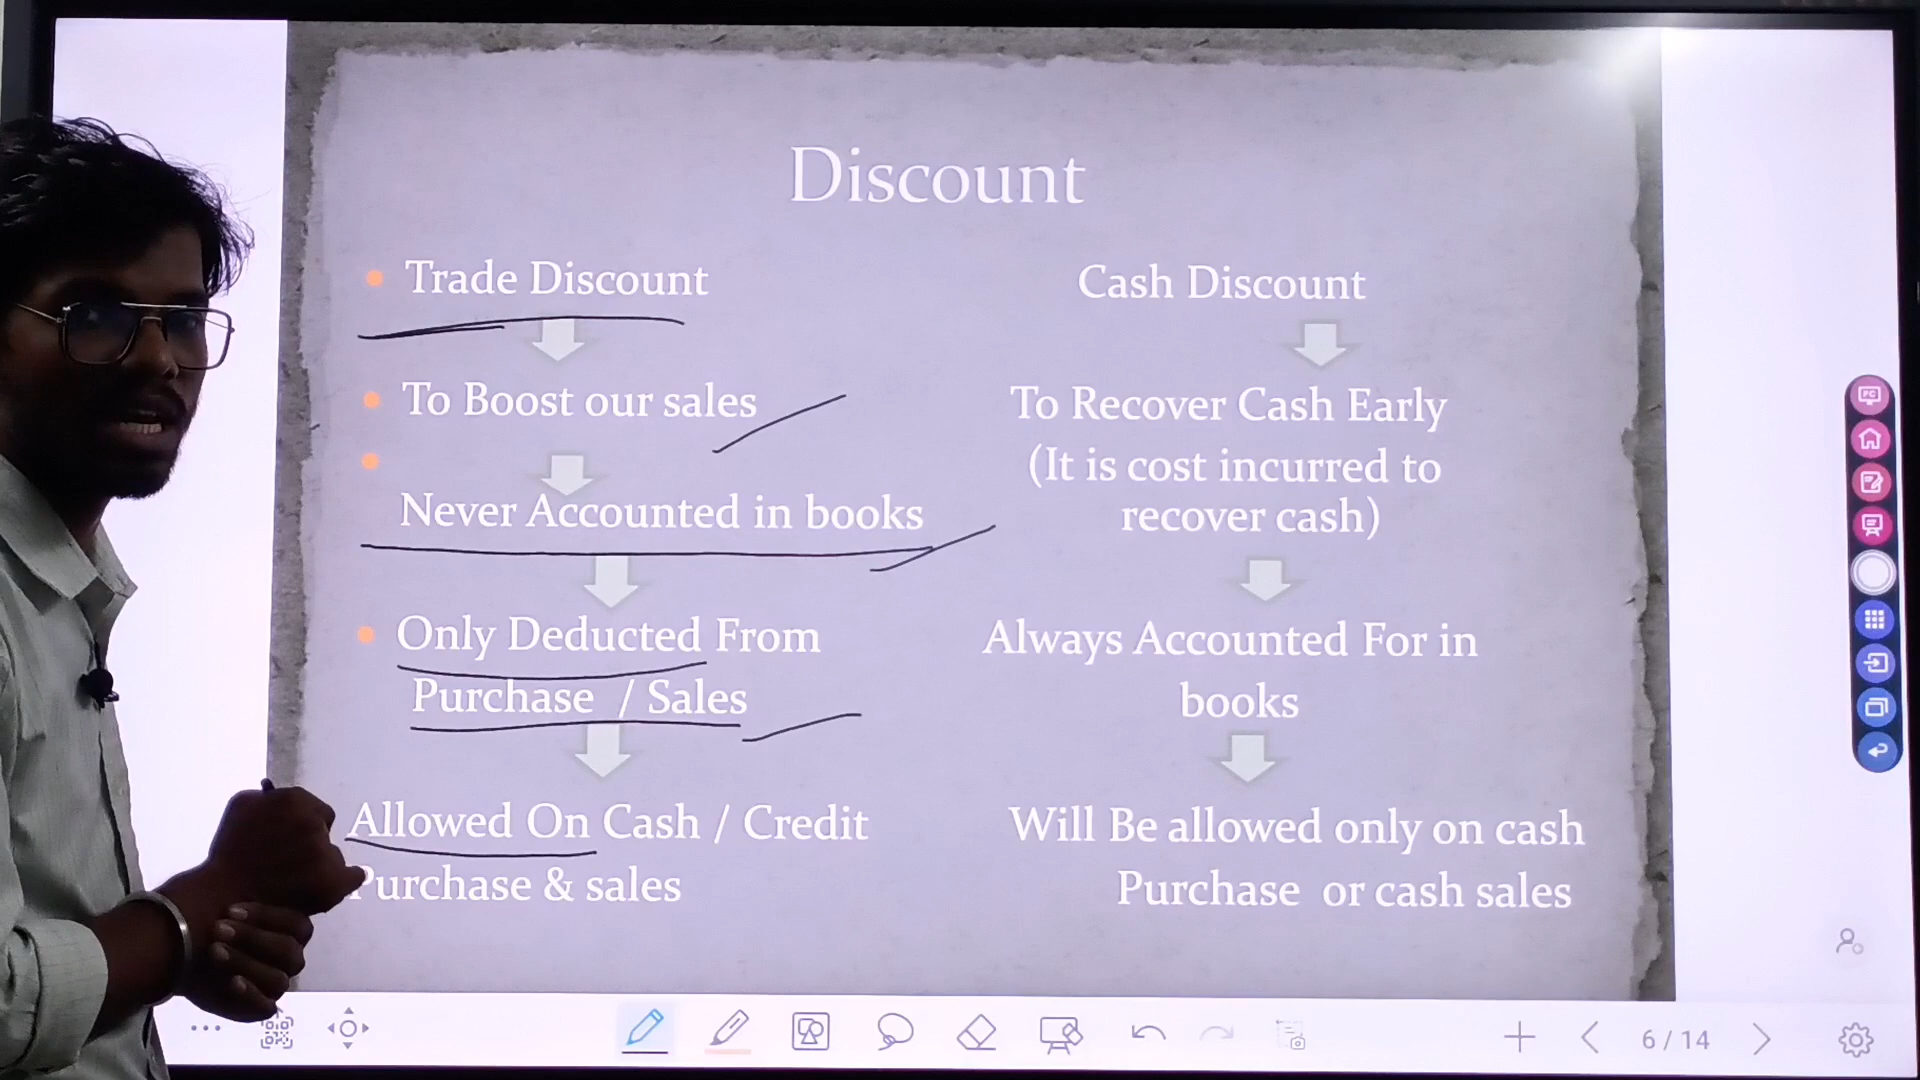 Discount
Trade Discount
To Boost our sales
Never Accounted in books
Only Deducted From
Purchase / Sales
Allowed On Cash / Credit
Purchase & sales
Cash Discount
To Recover Cash Early
(It is cost incurred to
recover cash)
Always Accounted For in
books
Will Be allowed only on cash
Purchase or cash sales
PC
6 / 14